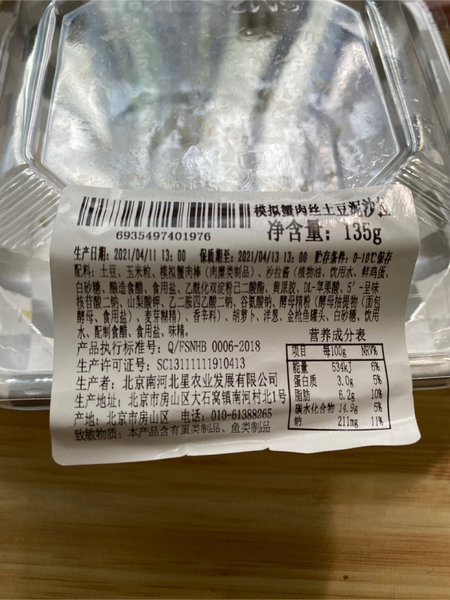 模拟蟹肉丝土豆泥沙拉
6935497401976
净含量: 135g
生产日期: 2021/04/11 13: 00 保质期至: 2021/04/13 13: 00 贮存条件: 0-10℃保存
配料: 土豆、玉米粒、模拟蟹肉棒(肉糜类制品)、沙拉酱(植物油、饮用水、鲜鸡蛋、
白砂糖、酿造食醋、食用盐、乙酰化双淀粉己二酸酯、黄原胶、DL-苹果酸、5'-呈味
核苷酸二钠、山梨酸钾、乙二胺四乙酸二钠、谷氨酸钠、酵母精粉(酵母抽提物(面包
酵母、食用盐)、麦芽糊精)、香辛料)、胡萝卜、洋葱、金枪鱼罐头、白砂糖、饮用
水、配制食醋、食用盐、味精。
产品执行标准号: Q/FSNHB 0006-2018
生产许可证号: SC13111111910413
生产者: 北京南河北星农业发展有限公司
生产地址: 北京市房山区大石窝镇南河村北1号
产地: 北京市房山区 电话: 010-61388265
致敏物质: 本产品含有蛋类制品、鱼类制品
营养成分表
项目 每100g NRV%
能量 534kJ 6%
蛋白质 3.0g 5%
脂肪 6.2g 10%
碳水化合物 14.9g 5%
钠 211mg 11%